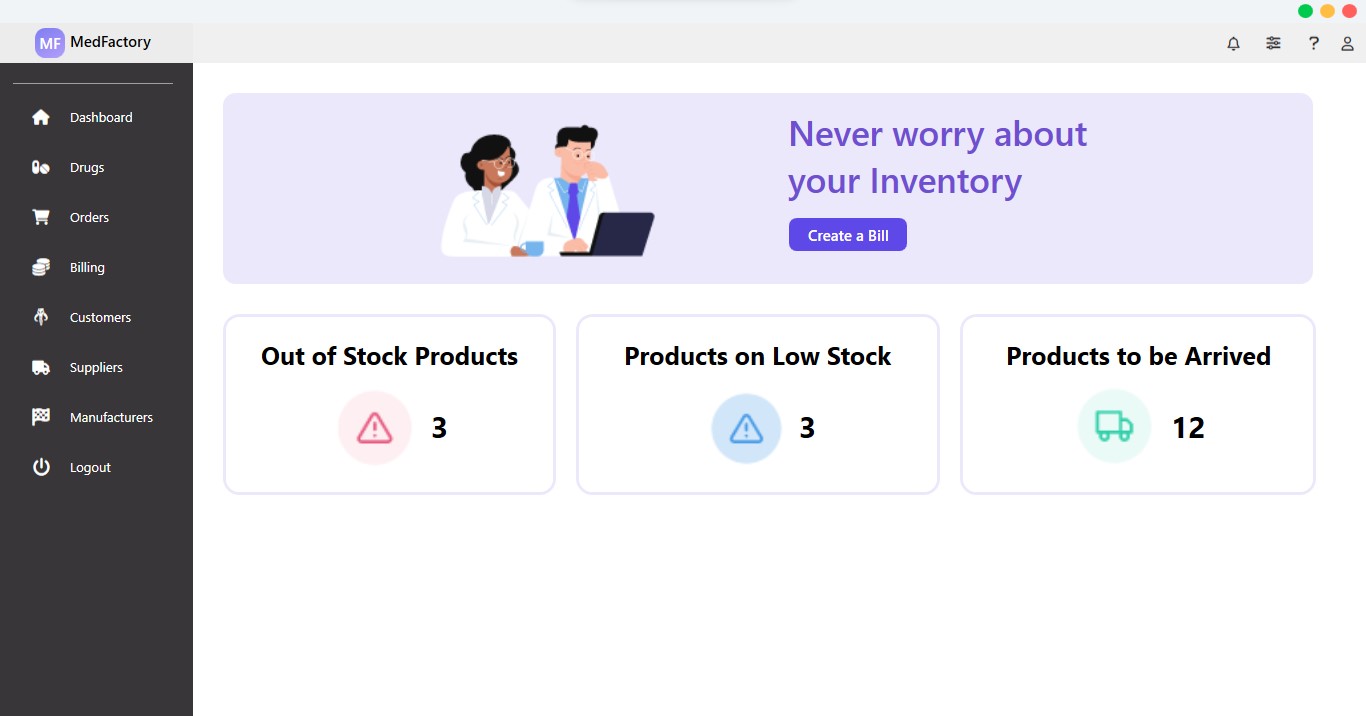 MF MedFactory
?
Dashboard
Drugs
Orders
Billing
Customers
Suppliers
Manufacturers
Logout
Never worry about
your Inventory
Create a Bill
Out of Stock Products
3
Products on Low Stock
3
Products to be Arrived
12